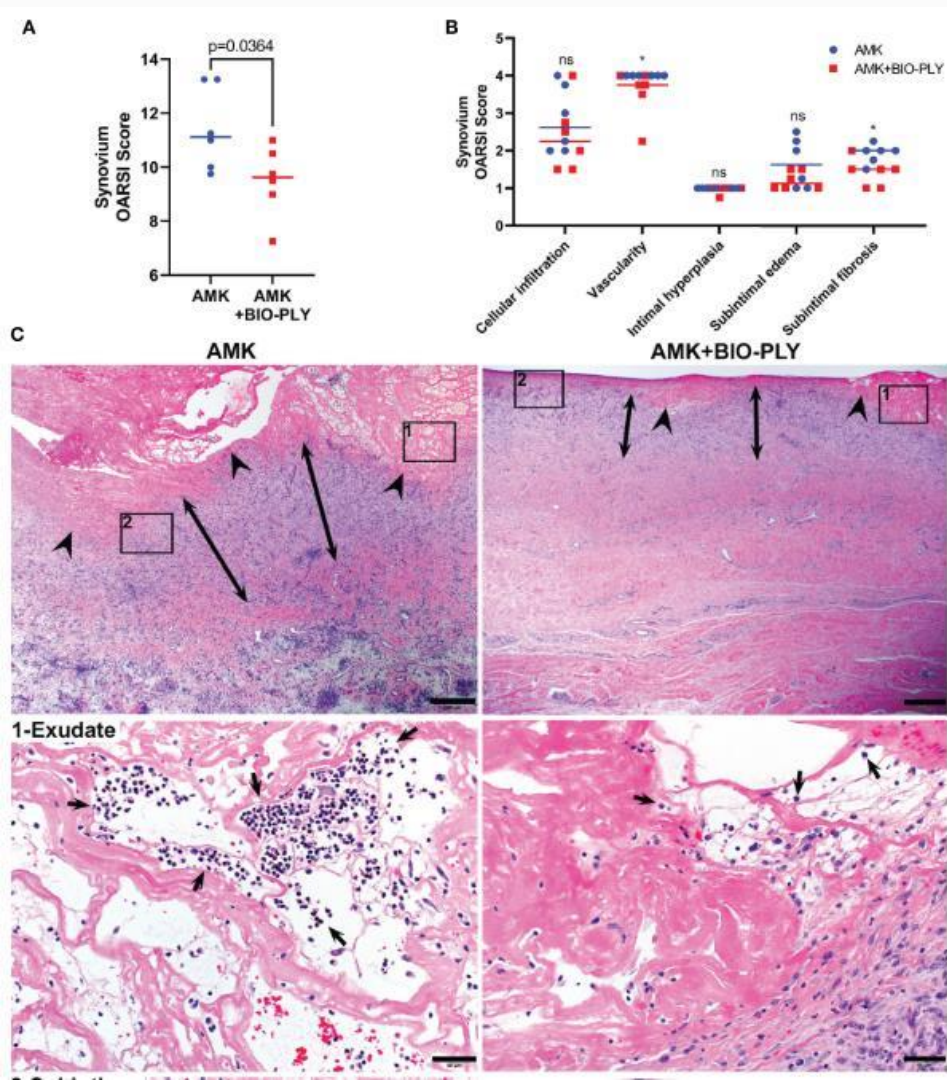 A
p=0.0364
14
12
10
8
6
Synovium
OARSI Score
AMK
AMK
+BIO-PLY
B
5
4
3
2
1
0
Synovium
OARSI Score
ns
*
ns
ns
*
AMK
AMK+BIO-PLY
Cellular infiltration
Vascularity
Intimal hyperplasia
Subintimal edema
Subintimal fibrosis
C
AMK
AMK+BIO-PLY
1
2
2
1
1-Exudate